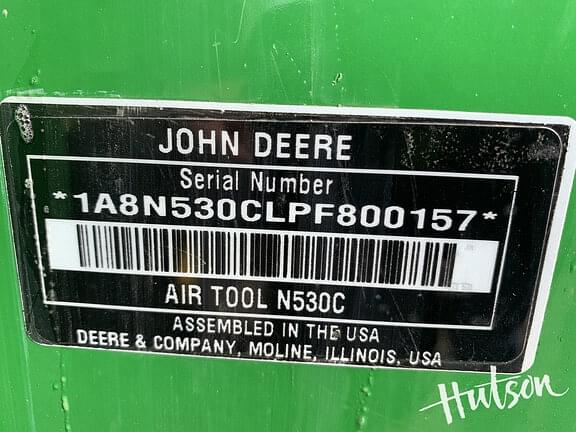 JOHN DEERE
Serial Number
*1A8N530CLPF800157*
AIR TOOL N530C
ASSEMBLED IN THE USA
DEERE & COMPANY, MOLINE, ILLINOIS, USA
Hutson